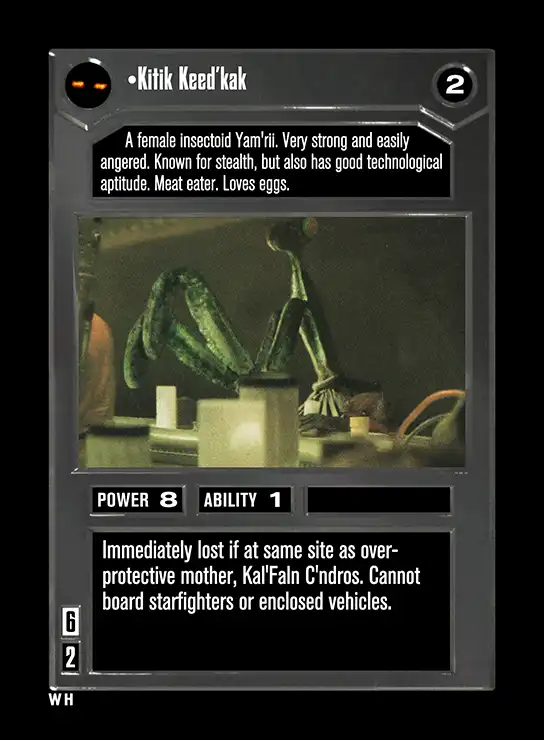 •Kitik Keed'kak
2
A female insectoid Yam'rii. Very strong and easily
angered. Known for stealth, but also has good technological
aptitude. Meat eater. Loves eggs.
POWER 8 ABILITY 1
Immediately lost if at same site as over-
protective mother, Kal'Faln C'ndros. Cannot
board starfighters or enclosed vehicles.
6
2
WH